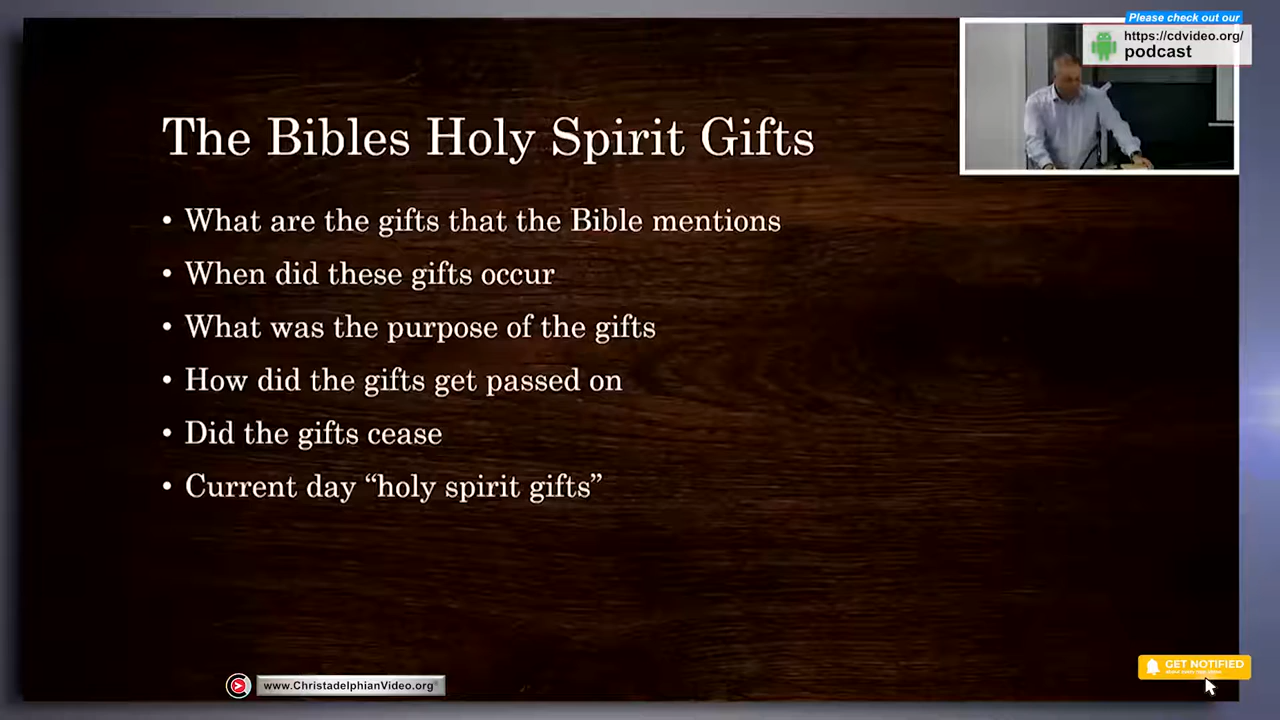 Please check out our
https://cdvideo.org/
podcast
The Bibles Holy Spirit Gifts
• What are the gifts that the Bible mentions
• When did these gifts occur
• What was the purpose of the gifts
• How did the gifts get passed on
• Did the gifts cease
• Current day “holy spirit gifts”
GET NOTIFIED
www.ChristadelphianVideo.org